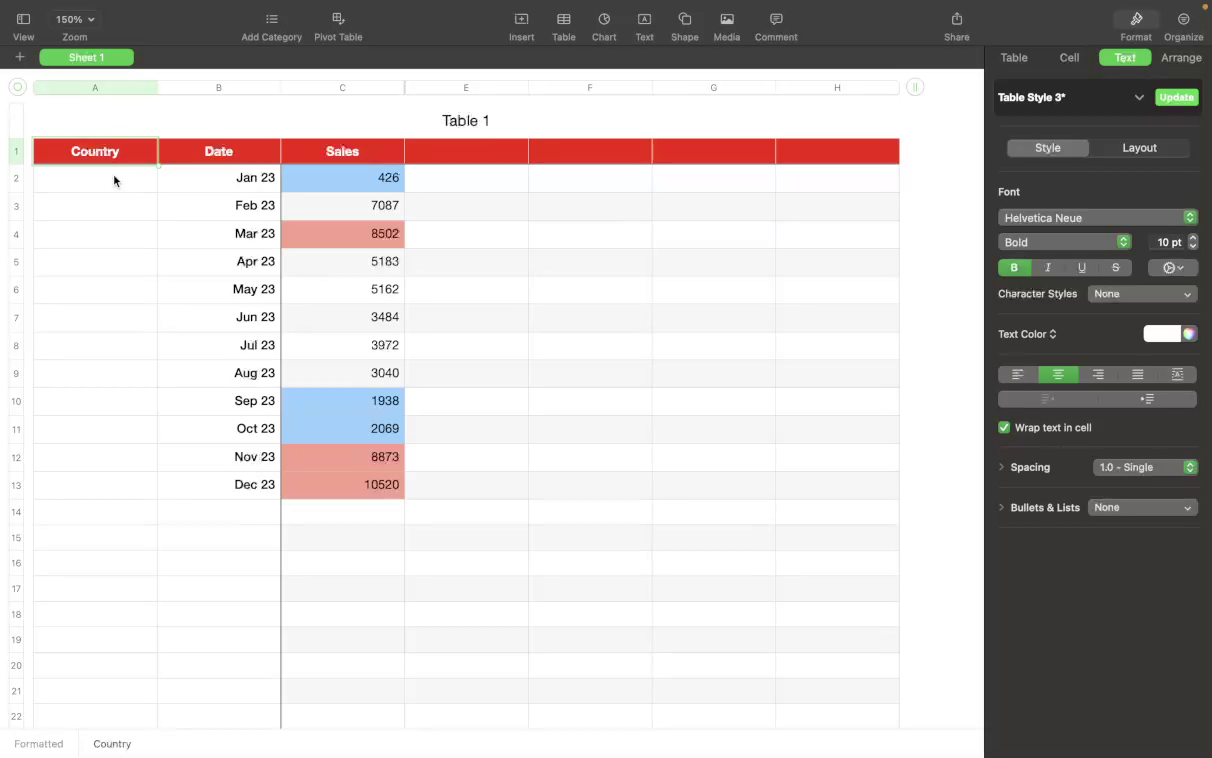 150%
View Zoom Add Category Pivot Table Insert Table Chart Text Shape Media Comment Share Format Organize
Sheet 1
Table Cell Text Arrange
A B C E F G H
Table Style 3* Update
Table 1
Style Layout
1 Country Date Sales
2 Jan 23 426
3 Feb 23 7087
4 Mar 23 8502
5 Apr 23 5183
6 May 23 5162
7 Jun 23 3484
8 Jul 23 3972
9 Aug 23 3040
10 Sep 23 1938
11 Oct 23 2069
12 Nov 23 8873
13 Dec 23 10520
14
15
16
17
18
19
20
21
22
Font
Helvetica Neue
Bold 10 pt
B I U S
Character Styles None
Text Color
Wrap text in cell
Spacing 1.0 - Single
Bullets & Lists None
Formatted Country